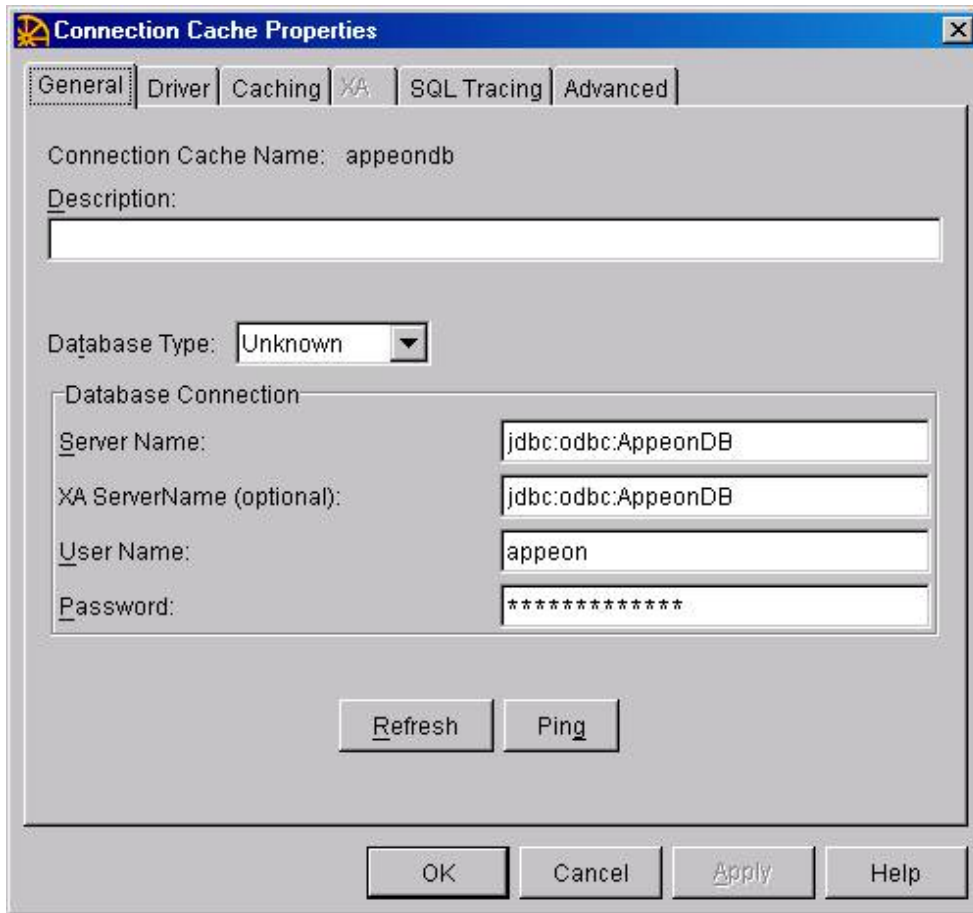 Connection Cache Properties
General Driver Caching XA SQL Tracing Advanced
Connection Cache Name: appeondb
Description:
Database Type: Unknown
Database Connection
Server Name: jdbc:odbc:AppeonDB
XA ServerName (optional): jdbc:odbc:AppeonDB
User Name: appeon
Password: *************
Refresh Ping
OK Cancel Apply Help